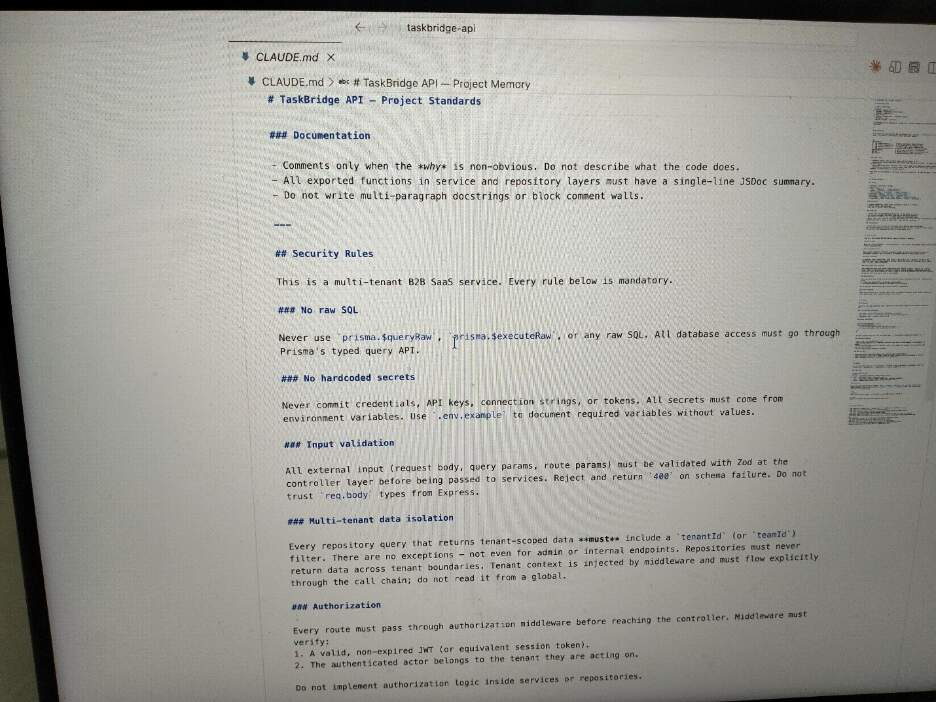 taskbridge-api
CLAUDE.md
CLAUDE.md > # TaskBridge API — Project Memory
# TaskBridge API — Project Standards
### Documentation
- Comments only when the *why* is non-obvious. Do not describe what the code does.
- All exported functions in service and repository layers must have a single-line JSDoc summary.
- Do not write multi-paragraph docstrings or block comment walls.
---
## Security Rules
This is a multi-tenant B2B SaaS service. Every rule below is mandatory.
### No raw SQL
Never use `prisma.$queryRaw`, `prisma.$executeRaw`, or any raw SQL. All database access must go through
Prisma's typed query API.
### No hardcoded secrets
Never commit credentials, API keys, connection strings, or tokens. All secrets must come from
environment variables. Use `.env.example` to document required variables without values.
### Input validation
All external input (request body, query params, route params) must be validated with Zod at the
controller layer before being passed to services. Reject and return `400` on schema failure. Do not
trust `req.body` types from Express.
### Multi-tenant data isolation
Every repository query that returns tenant-scoped data **must** include a `tenantId` (or `teamId`)
filter. There are no exceptions — not even for admin or internal endpoints. Repositories must never
return data across tenant boundaries. Tenant context is injected by middleware and must flow explicitly
through the call chain; do not read it from a global.
### Authorization
Every route must pass through authorization middleware before reaching the controller. Middleware must
verify:
1. A valid, non-expired JWT (or equivalent session token).
2. The authenticated actor belongs to the tenant they are acting on.
Do not implement authorization logic inside services or repositories.